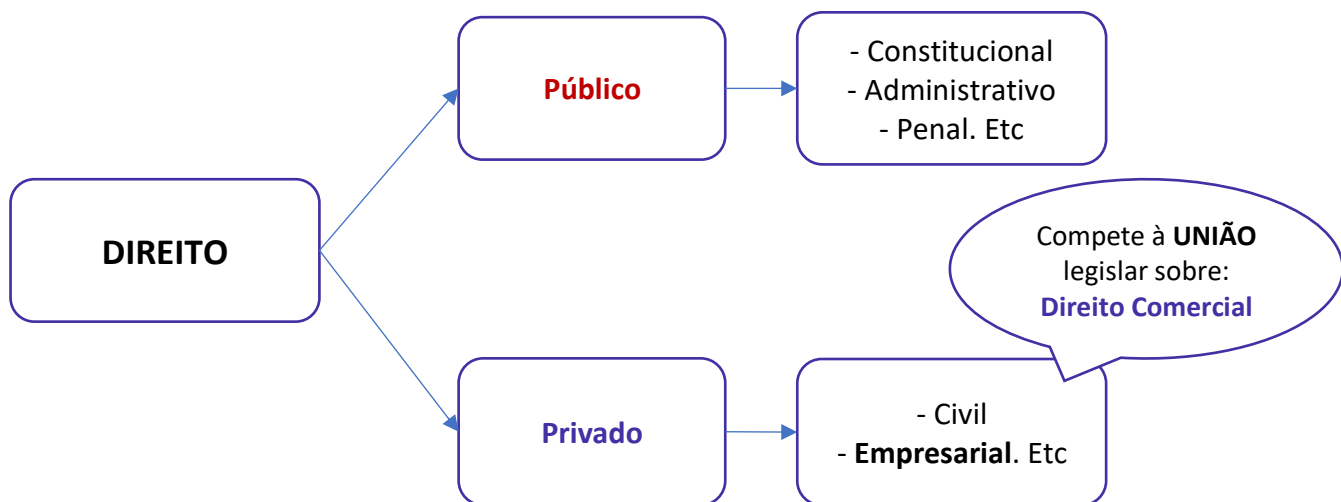 DIREITO
Público
- Constitucional
- Administrativo
- Penal. Etc
Compete à UNIÃO
legislar sobre:
Direito Comercial
Privado
- Civil
- Empresarial. Etc